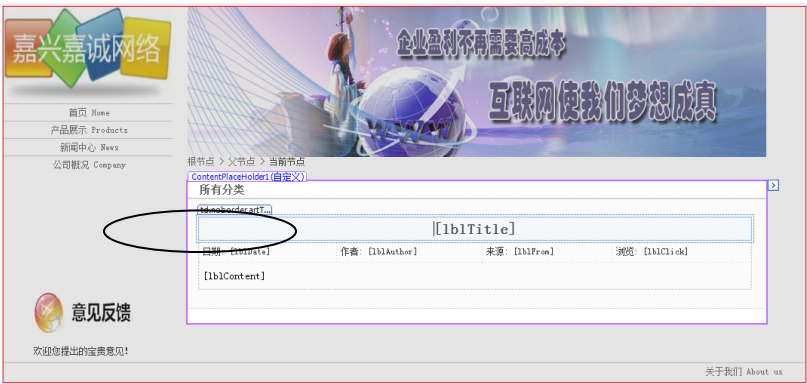 嘉兴嘉诚网络
企业盈利不再需要高成本
互联网使我们梦想成真
WWW
首页 Home
产品展示 Products
新闻中心 News
公司概况 Company
根节点 > 父节点 > 当前节点
ContentPlaceHolder1(自定义)
所有分类
td.noborder.artT...
[lblTitle]
日期: [lblDate] 作者: [lblAuthor] 来源: [lblFrom] 浏览: [lblClick]
[lblContent]
意见反馈
欢迎您提出的宝贵意见!
关于我们 About us